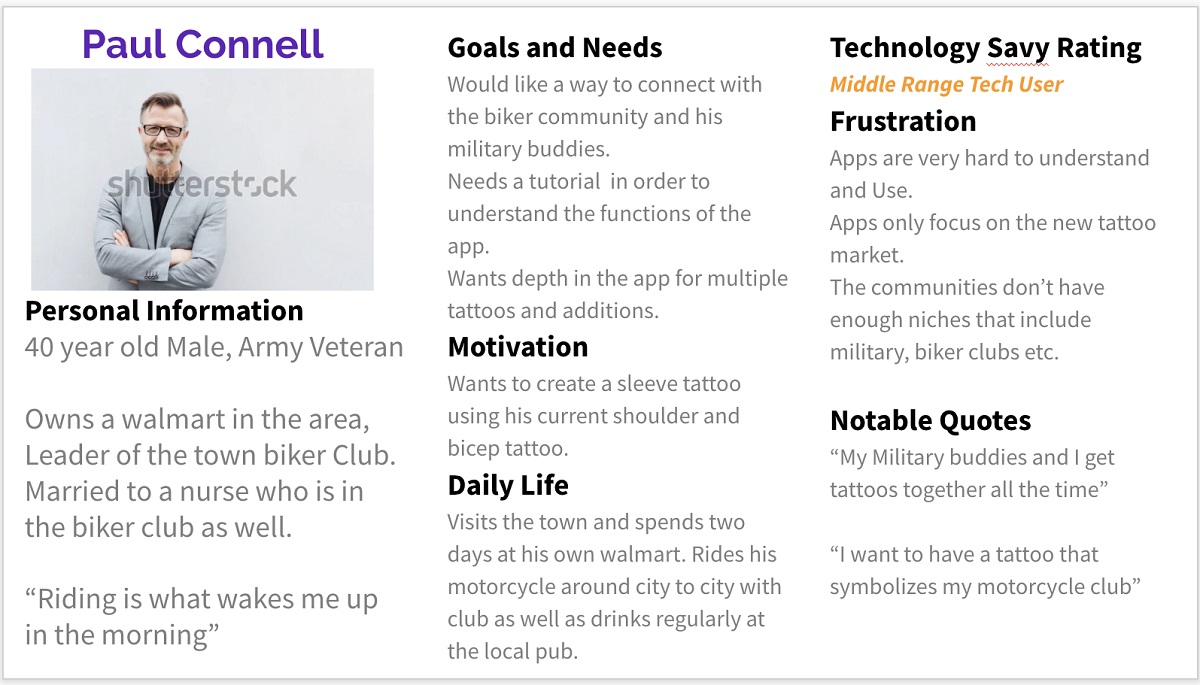 Paul Connell
shutterstock
Personal Information
40 year old Male, Army Veteran
Owns a walmart in the area,
Leader of the town biker Club.
Married to a nurse who is in
the biker club as well.
“Riding is what wakes me up
in the morning”
Goals and Needs
Would like a way to connect with
the biker community and his
military buddies.
Needs a tutorial  in order to
understand the functions of the
app.
Wants depth in the app for multiple
tattoos and additions.
Motivation
Wants to create a sleeve tattoo
using his current shoulder and
bicep tattoo.
Daily Life
Visits the town and spends two
days at his own walmart. Rides his
motorcycle around city to city with
club as well as drinks regularly at
the local pub.
Technology Savy Rating
Middle Range Tech User
Frustration
Apps are very hard to understand
and Use.
Apps only focus on the new tattoo
market.
The communities don’t have
enough niches that include
military, biker clubs etc.
Notable Quotes
“My Military buddies and I get
tattoos together all the time”
“I want to have a tattoo that
symbolizes my motorcycle club”